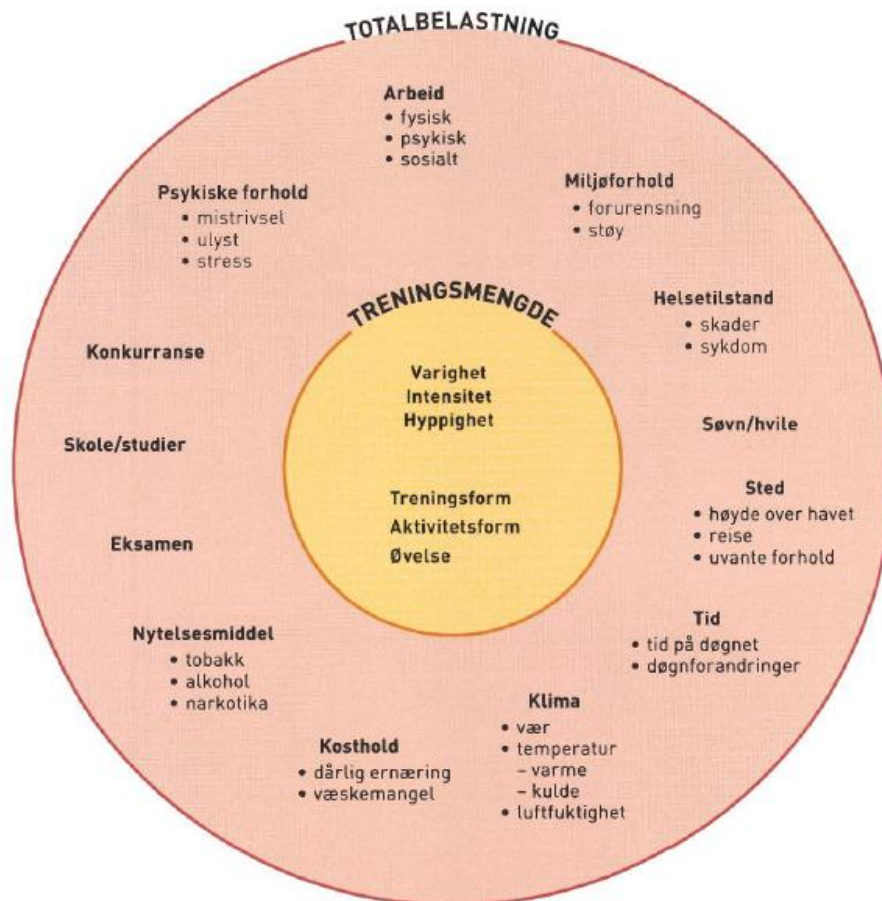 TOTALBELASTNING
Arbeid
• fysisk
• psykisk
• sosialt
Miljøforhold
• forurensning
• støy
Helsetilstand
• skader
• sykdom
Søvn/hvile
Sted
• høyde over havet
• reise
• uvante forhold
Tid
• tid på døgnet
• døgnforandringer
Klima
• vær
• temperatur
– varme
– kulde
• luftfuktighet
Kosthold
• dårlig ernæring
• væskemangel
Nytelsesmiddel
• tobakk
• alkohol
• narkotika
Eksamen
Skole/studier
Konkurranse
Psykiske forhold
• mistrivsel
• ulyst
• stress
TRENINGSMENGDE
Varighet
Intensitet
Hyppighet
Treningsform
Aktivitetsform
Øvelse